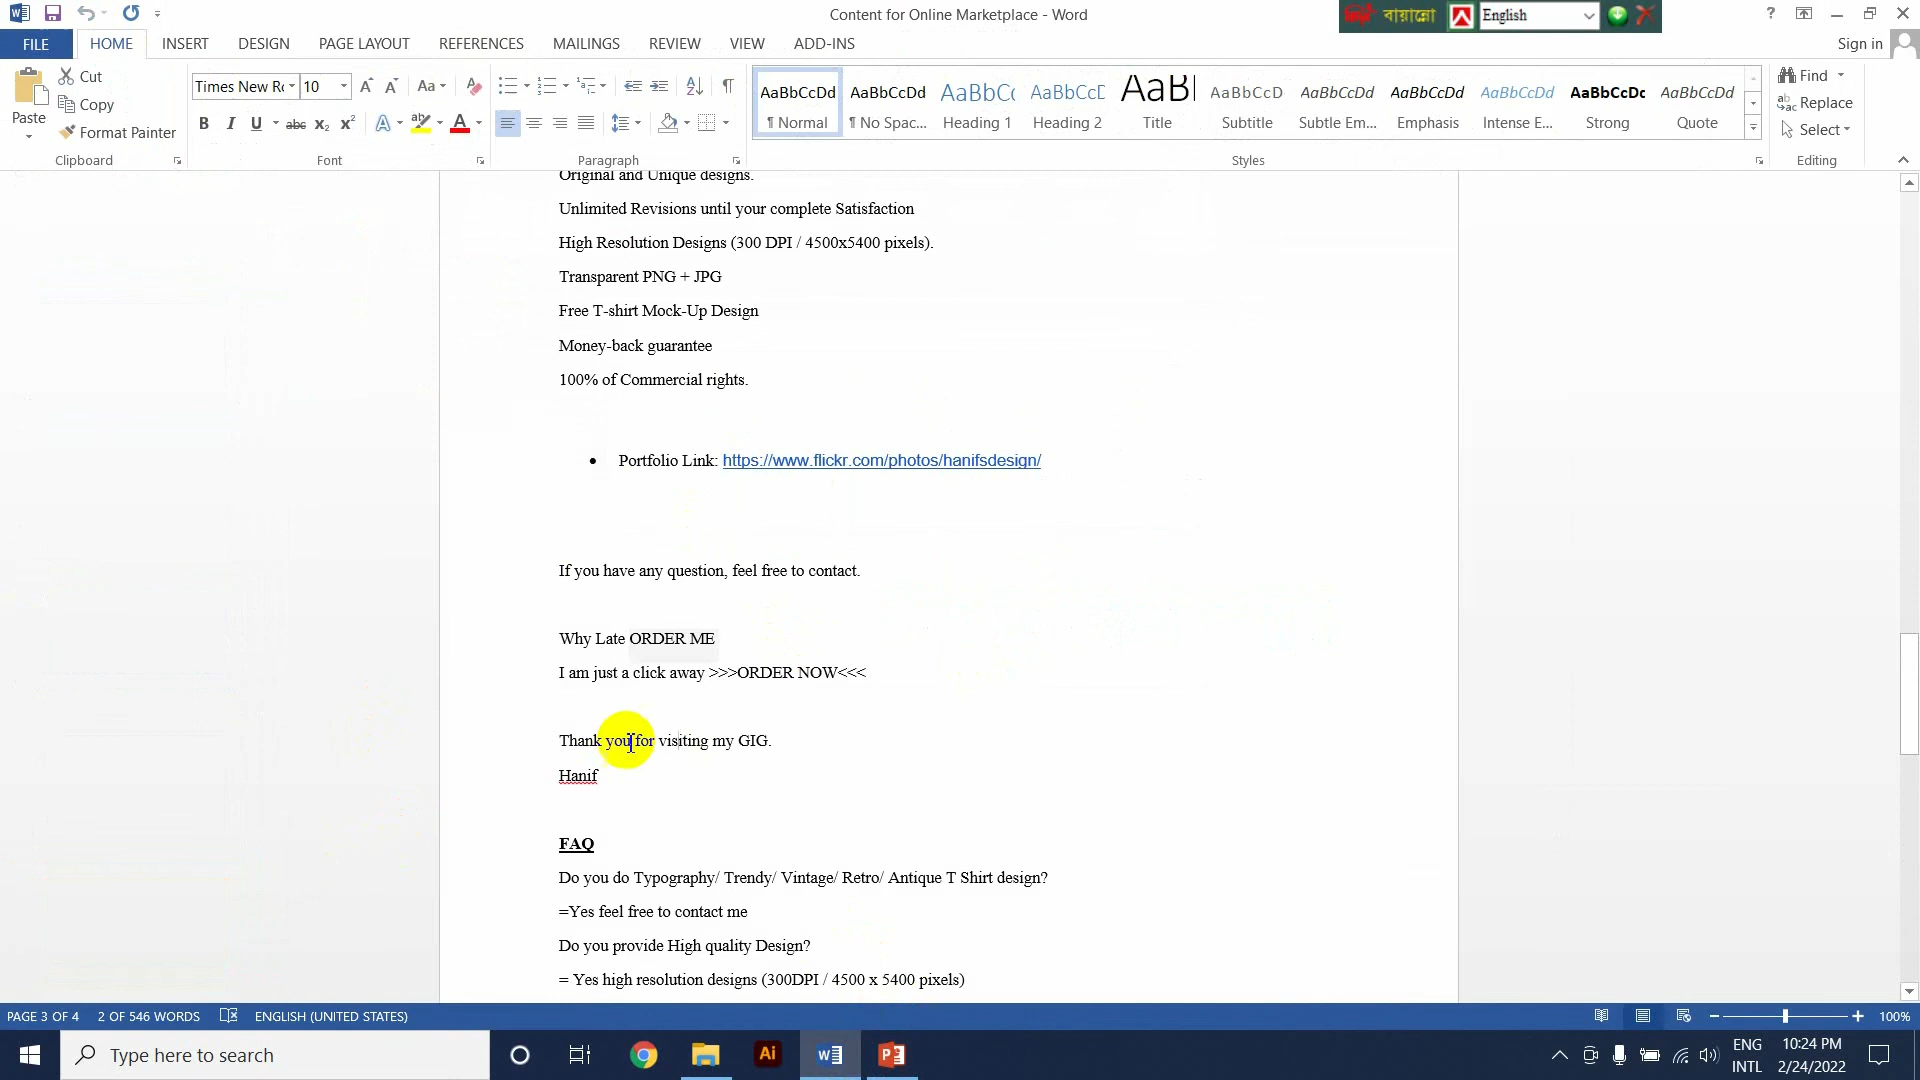 Content for Online Marketplace - Word
বায়ান্নো
English
FILE
HOME
INSERT
DESIGN
PAGE LAYOUT
REFERENCES
MAILINGS
REVIEW
VIEW
ADD-INS
Sign in
Paste
Cut
Copy
Format Painter
Clipboard
Times New Ro
10
Font
Paragraph
AaBbCcDd
¶ Normal
AaBbCcDd
¶ No Spac...
AaBbCc
Heading 1
AaBbCcD
Heading 2
AaBl
Title
AaBbCcD
Subtitle
AaBbCcDd
Subtle Em...
AaBbCcDd
Emphasis
AaBbCcDd
Intense E...
AaBbCcDc
Strong
AaBbCcDd
Quote
Styles
Find
Replace
Select
Editing
Original and Unique designs.
Unlimited Revisions until your complete Satisfaction
High Resolution Designs (300 DPI / 4500x5400 pixels).
Transparent PNG + JPG
Free T-shirt Mock-Up Design
Money-back guarantee
100% of Commercial rights.
• Portfolio Link: https://www.flickr.com/photos/hanifsdesign/
If you have any question, feel free to contact.
Why Late ORDER ME
I am just a click away >>>ORDER NOW<<<
Thank you for visiting my GIG.
Hanif
FAQ
Do you do Typography/ Trendy/ Vintage/ Retro/ Antique T Shirt design?
=Yes feel free to contact me
Do you provide High quality Design?
= Yes high resolution designs (300DPI / 4500 x 5400 pixels)
PAGE 3 OF 4
2 OF 546 WORDS
ENGLISH (UNITED STATES)
100%
Type here to search
ENG
INTL
10:24 PM
2/24/2022